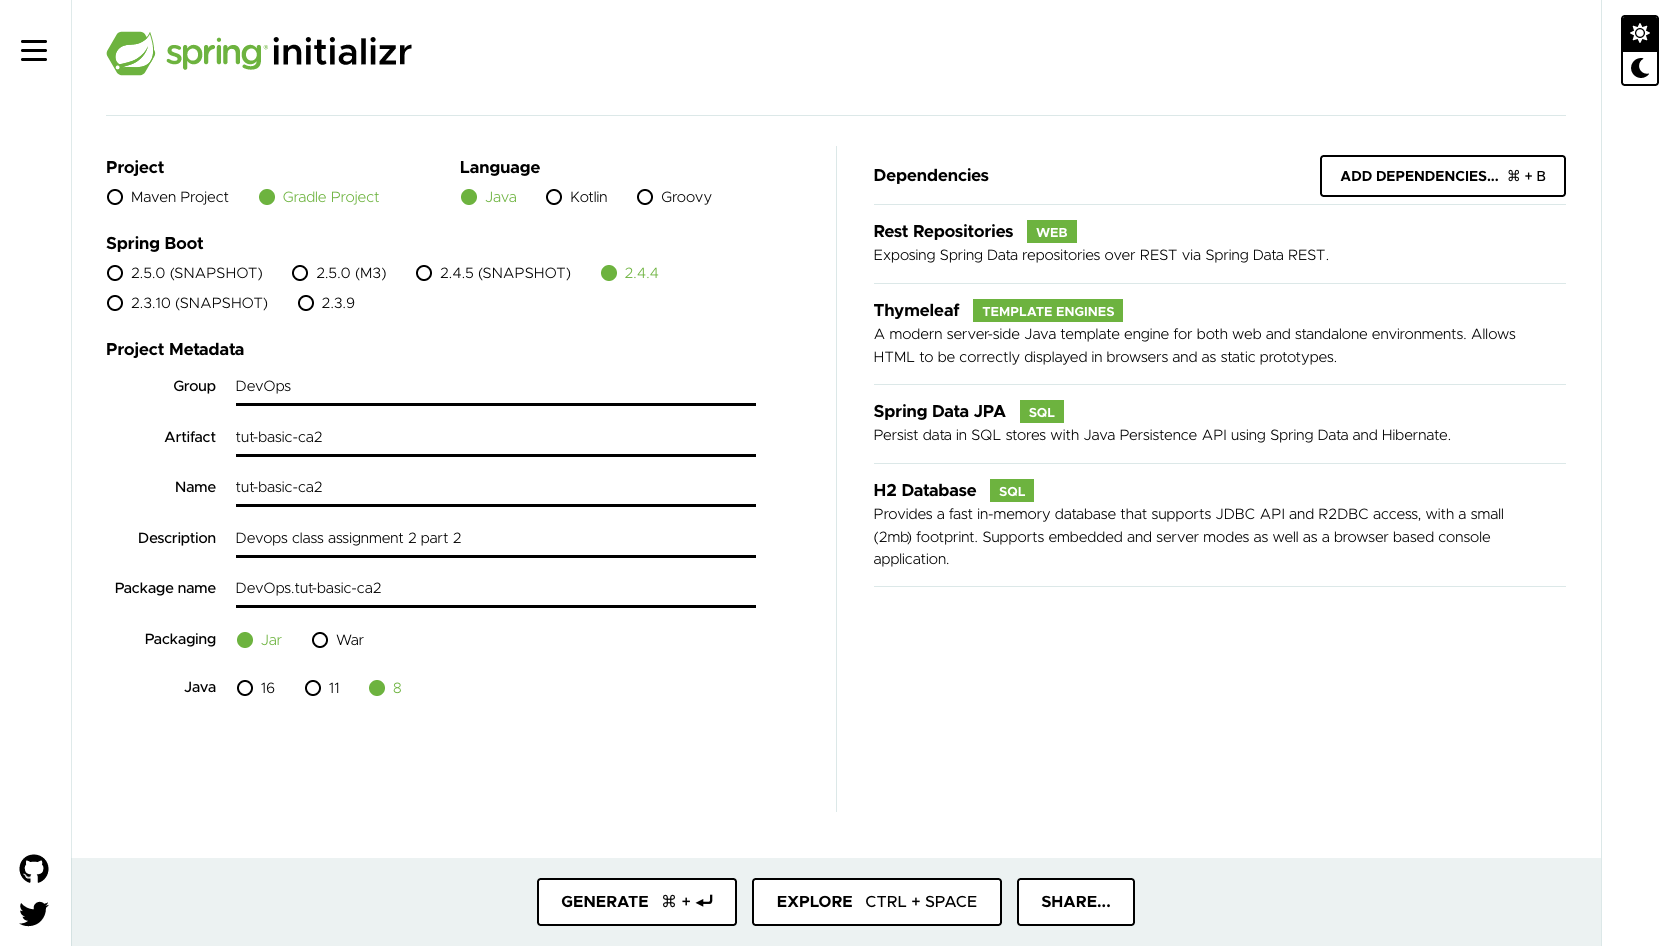 spring initializr
Project
Maven Project Gradle Project
Language
Java Kotlin Groovy
Spring Boot
2.5.0 (SNAPSHOT) 2.5.0 (M3) 2.4.5 (SNAPSHOT) 2.4.4
2.3.10 (SNAPSHOT) 2.3.9
Project Metadata
Group DevOps
Artifact tut-basic-ca2
Name tut-basic-ca2
Description Devops class assignment 2 part 2
Package name DevOps.tut-basic-ca2
Packaging Jar War
Java 16 11 8
Dependencies
ADD DEPENDENCIES... ⌘ + B
Rest Repositories WEB
Exposing Spring Data repositories over REST via Spring Data REST.
Thymeleaf TEMPLATE ENGINES
A modern server-side Java template engine for both web and standalone environments. Allows
HTML to be correctly displayed in browsers and as static prototypes.
Spring Data JPA SQL
Persist data in SQL stores with Java Persistence API using Spring Data and Hibernate.
H2 Database SQL
Provides a fast in-memory database that supports JDBC API and R2DBC access, with a small
(2mb) footprint. Supports embedded and server modes as well as a browser based console
application.
GENERATE ⌘ + ↵
EXPLORE CTRL + SPACE
SHARE...